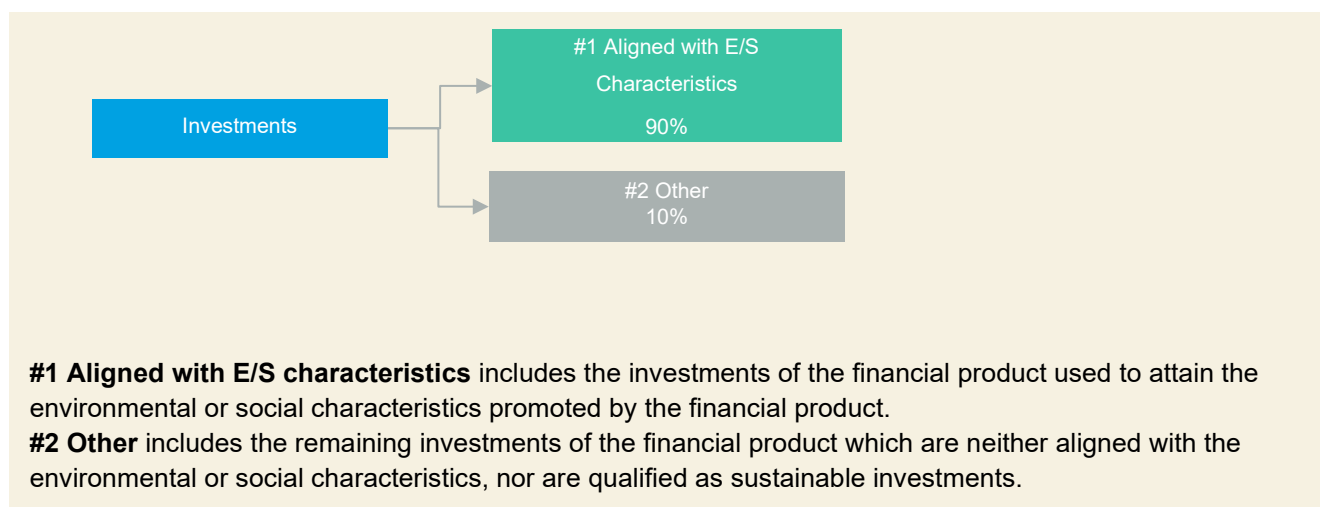 #1 Aligned with E/S
Characteristics
90%
Investments
#2 Other
10%
#1 Aligned with E/S characteristics includes the investments of the financial product used to attain the
environmental or social characteristics promoted by the financial product.
#2 Other includes the remaining investments of the financial product which are neither aligned with the
environmental or social characteristics, nor are qualified as sustainable investments.